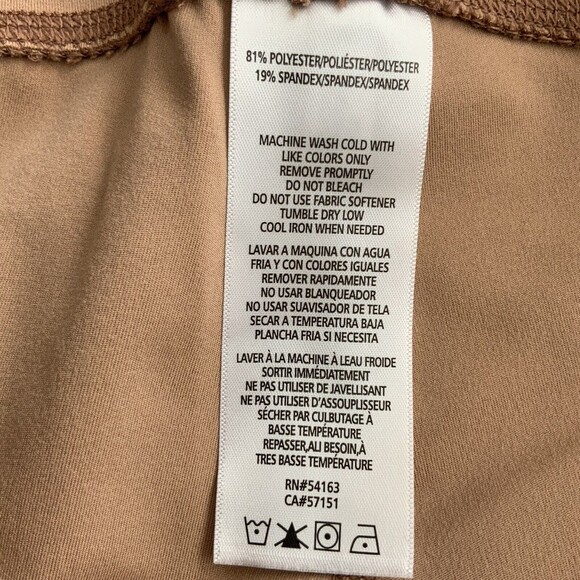 81% POLYESTER/POLIÉSTER/POLYESTER
19% SPANDEX/SPANDEX/SPANDEX
MACHINE WASH COLD WITH
LIKE COLORS ONLY
REMOVE PROMPTLY
DO NOT BLEACH
DO NOT USE FABRIC SOFTENER
TUMBLE DRY LOW
COOL IRON WHEN NEEDED
LAVAR A MAQUINA CON AGUA
FRIA Y CON COLORES IGUALES
REMOVER RAPIDAMENTE
NO USAR BLANQUEADOR
NO USAR SUAVISADOR DE TELA
SECAR A TEMPERATURA BAJA
PLANCHA FRIA SI NECESITA
LAVER À LA MACHINE À LEAU FROIDE
SORTIR IMMÉDIATEMENT
NE PAS UTILISER DE JAVELLISANT
NE PAS UTILISER D'ASSOUPLISSEUR
SÉCHER PAR CULBUTAGE À
BASSE TEMPÉRATURE
REPASSER,ALI BESOIN,À
TRES BASSE TEMPÉRATURE
RN#54163
CA#57151